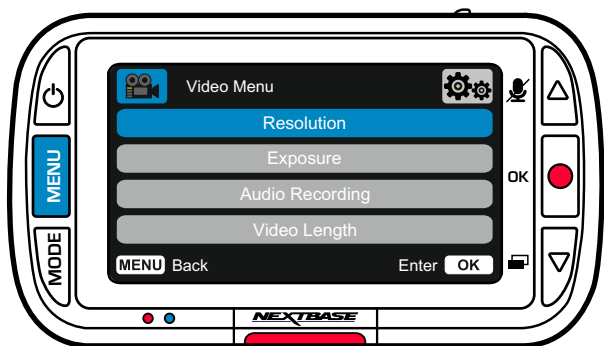 Video Menu
Resolution
MENU
Exposure
OK
Audio Recording
Video Length
MODE
MENU Back
Enter OK
NEXTBASE